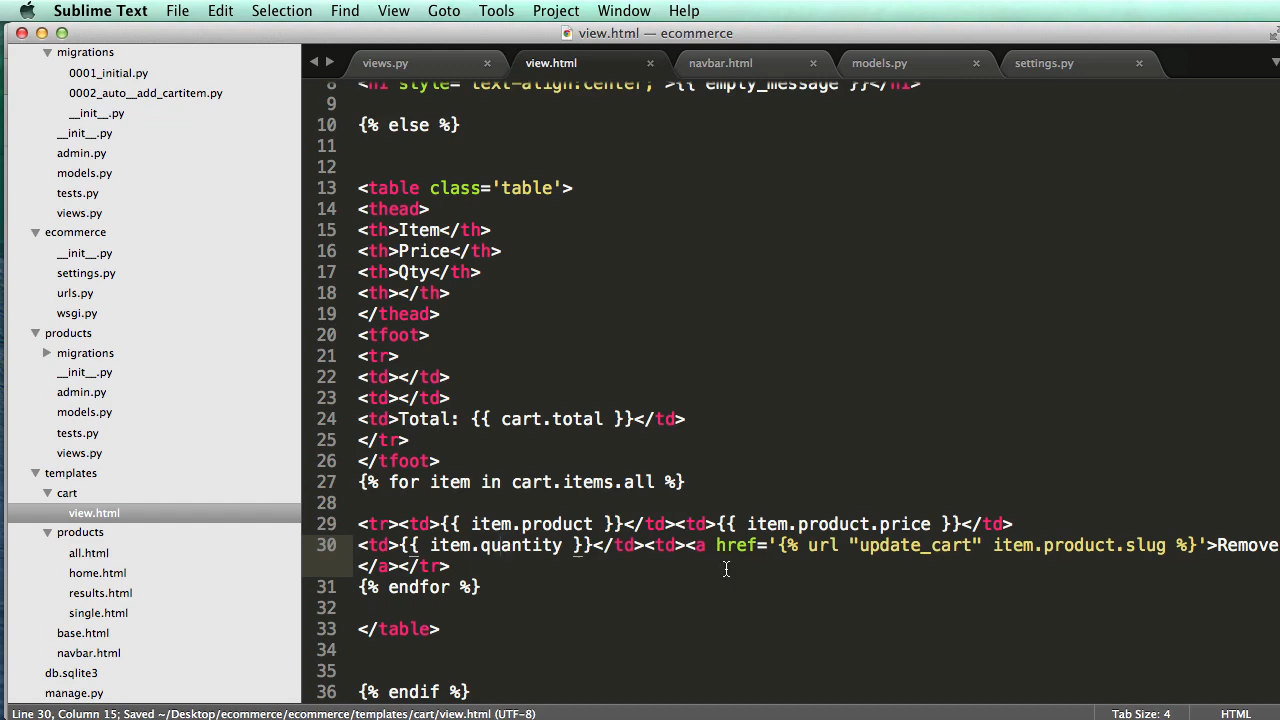 Sublime Text File Edit Selection Find View Goto Tools Project Window Help
view.html — ecommerce
migrations
0001_initial.py
0002_auto__add_cartitem.py
__init__.py
__init__.py
admin.py
models.py
tests.py
views.py
ecommerce
__init__.py
settings.py
urls.py
wsgi.py
products
migrations
__init__.py
admin.py
models.py
tests.py
views.py
templates
cart
view.html
products
all.html
home.html
results.html
single.html
base.html
navbar.html
db.sqlite3
manage.py
views.py × view.html × navbar.html × models.py × settings.py ×
8 <h1 style='text-align:center;'>{{ empty_message }}</h1>
9
10 {% else %}
11
12
13 <table class='table'>
14 <thead>
15 <th>Item</th>
16 <th>Price</th>
17 <th>Qty</th>
18 <th></th>
19 </thead>
20 <tfoot>
21 <tr>
22 <td></td>
23 <td></td>
24 <td>Total: {{ cart.total }}</td>
25 </tr>
26 </tfoot>
27 {% for item in cart.items.all %}
28
29 <tr><td>{{ item.product }}</td><td>{{ item.product.price }}</td>
30 <td>{{ item.quantity }}</td><td><a href='{% url "update_cart" item.product.slug %}'>Remove
</a></tr>
31 {% endfor %}
32
33 </table>
34
35
36 {% endif %}
Line 30, Column 15; Saved ~/Desktop/ecommerce/ecommerce/templates/cart/view.html (UTF-8) Tab Size: 4 HTML